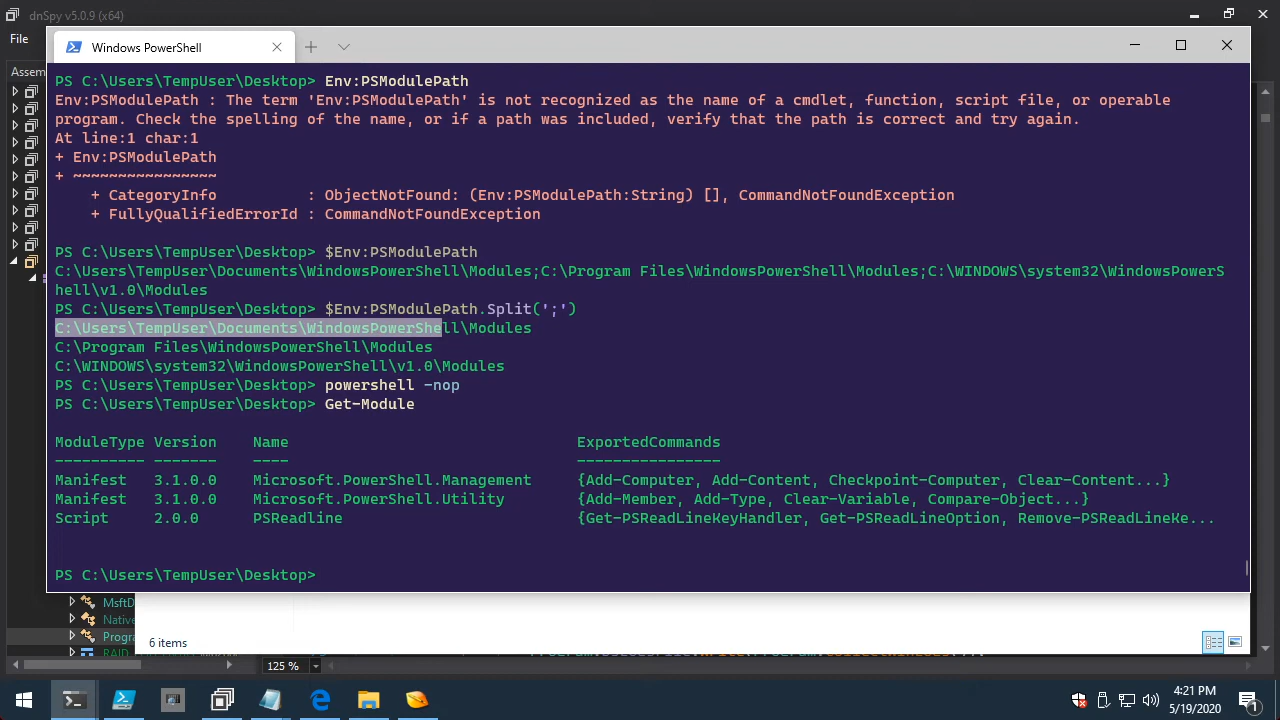 dnSpy v5.0.9 (x64)
File
Windows PowerShell
Assem
PS C:\Users\TempUser\Desktop> Env:PSModulePath
Env:PSModulePath : The term 'Env:PSModulePath' is not recognized as the name of a cmdlet, function, script file, or operable
program. Check the spelling of the name, or if a path was included, verify that the path is correct and try again.
At line:1 char:1
+ Env:PSModulePath
+ ~~~~~~~~~~~~~~~~
    + CategoryInfo          : ObjectNotFound: (Env:PSModulePath:String) [], CommandNotFoundException
    + FullyQualifiedErrorId : CommandNotFoundException
PS C:\Users\TempUser\Desktop> $Env:PSModulePath
C:\Users\TempUser\Documents\WindowsPowerShell\Modules;C:\Program Files\WindowsPowerShell\Modules;C:\WINDOWS\system32\WindowsPowerS
hell\v1.0\Modules
PS C:\Users\TempUser\Desktop> $Env:PSModulePath.Split(';')
C:\Users\TempUser\Documents\WindowsPowerShell\Modules
C:\Program Files\WindowsPowerShell\Modules
C:\WINDOWS\system32\WindowsPowerShell\v1.0\Modules
PS C:\Users\TempUser\Desktop> powershell -nop
PS C:\Users\TempUser\Desktop> Get-Module
ModuleType Version    Name                                ExportedCommands
---------- -------    ----                                ----------------
Manifest   3.1.0.0    Microsoft.PowerShell.Management     {Add-Computer, Add-Content, Checkpoint-Computer, Clear-Content...}
Manifest   3.1.0.0    Microsoft.PowerShell.Utility        {Add-Member, Add-Type, Clear-Variable, Compare-Object...}
Script     2.0.0      PSReadline                          {Get-PSReadLineKeyHandler, Get-PSReadLineOption, Remove-PSReadLineKe...
PS C:\Users\TempUser\Desktop>
MsftD
Native
Progra
6 items
125 %
4:21 PM
5/19/2020
1